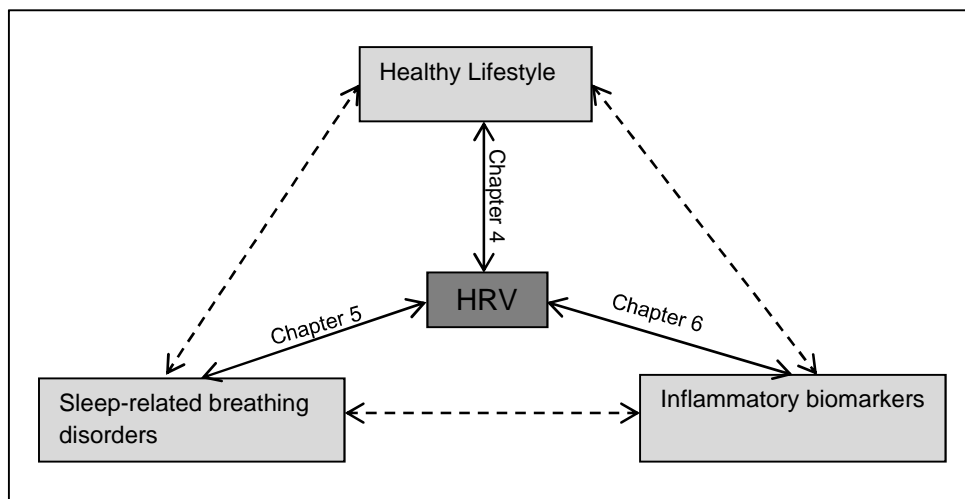 Healthy Lifestyle
Chapter 4
HRV
Chapter 5
Chapter 6
Sleep-related breathing
disorders
Inflammatory biomarkers